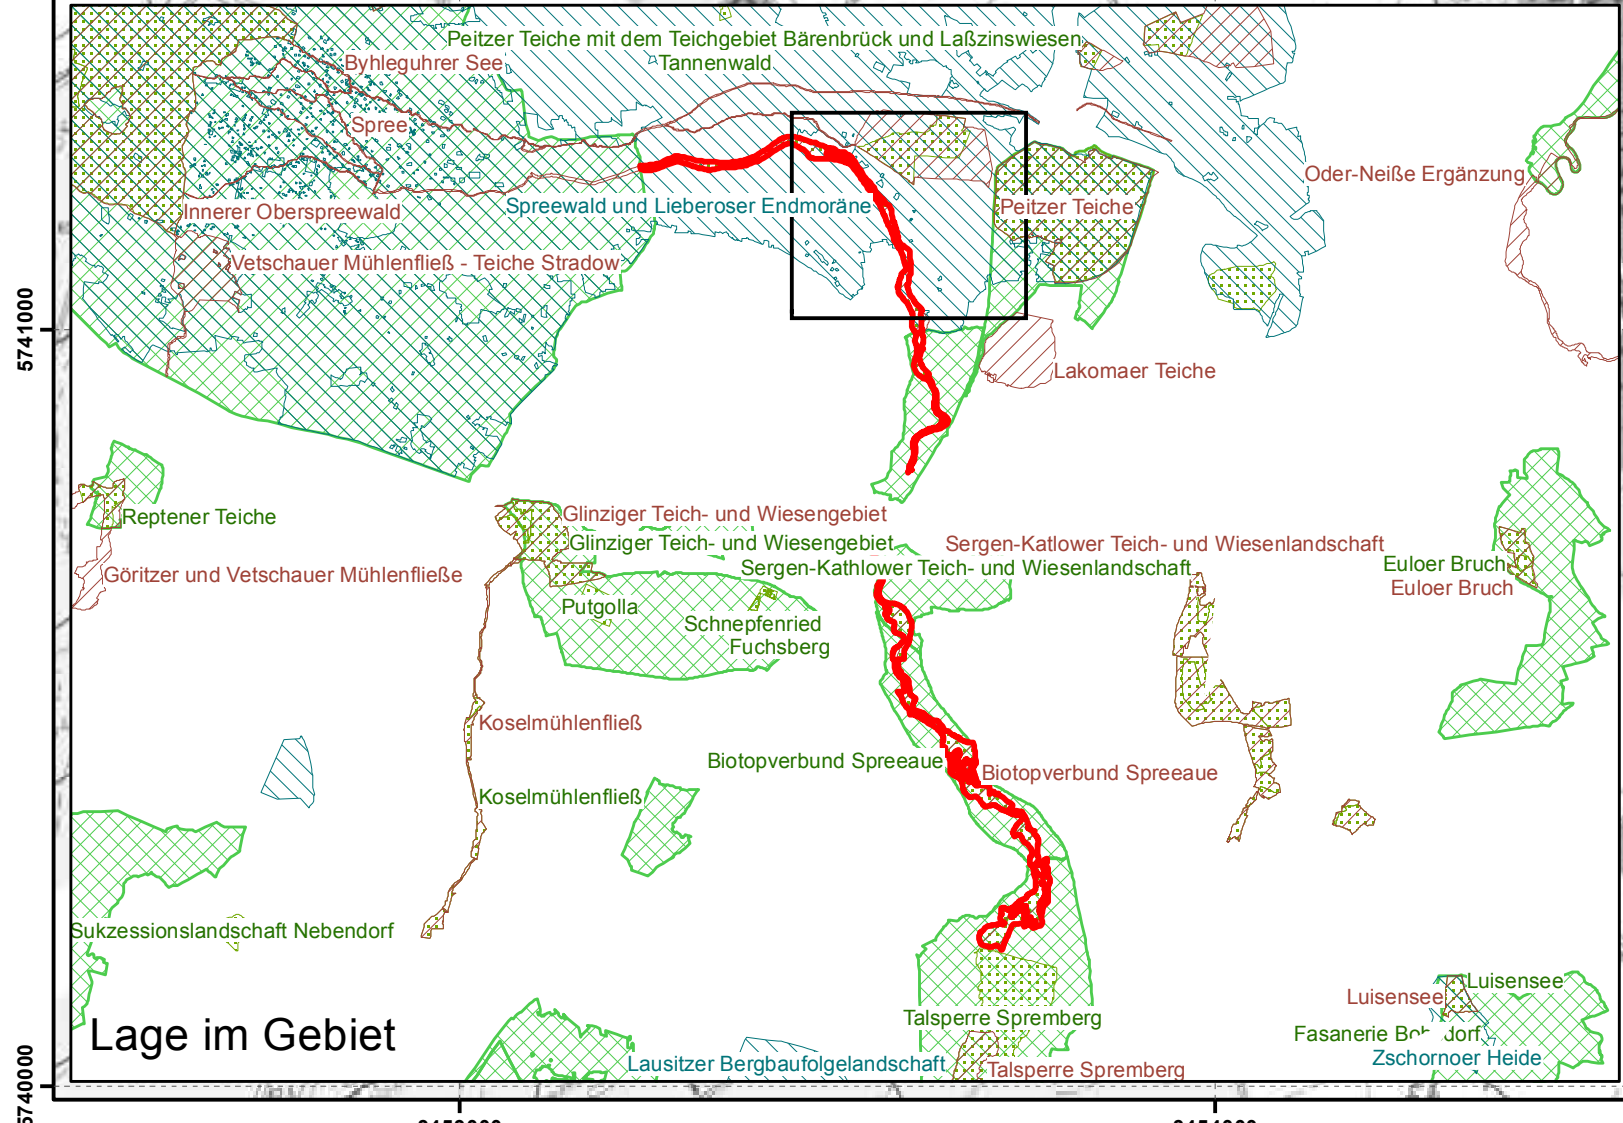 Peitzer Teiche mit dem Teichgebiet Bärenbrück und Laßzinswiesen
Byhleguhrer See
Tannenwald
Spree
Oder-Neiße Ergänzung
Innerer Oberspreewald
Spreewald und Lieberoser Endmoräne
Peitzer Teiche
Vetschauer Mühlenfließ - Teiche Stradow
5741000
Lakomaer Teiche
Reptener Teiche
Glinziger Teich- und Wiesengebiet
Glinziger Teich- und Wiesengebiet
Sergen-Katlower Teich- und Wiesenlandschaft
Sergen-Kathlower Teich- und Wiesenlandschaft
Euloer Bruch
Göritzer und Vetschauer Mühlenfließe
Euloer Bruch
Putgolla
Schnepfenried
Fuchsberg
Koselmühlenfließ
Biotopverbund Spreeaue
Biotopverbund Spreeaue
Koselmühlenfließ
Sukzessionslandschaft Nebendorf
Luisensee
Luisensee
Talsperre Spremberg
Lage im Gebiet
Fasanerie
Zschornoer Heide
Lausitzer Bergbaufolgelandschaft
Talsperre Spremberg
5740000